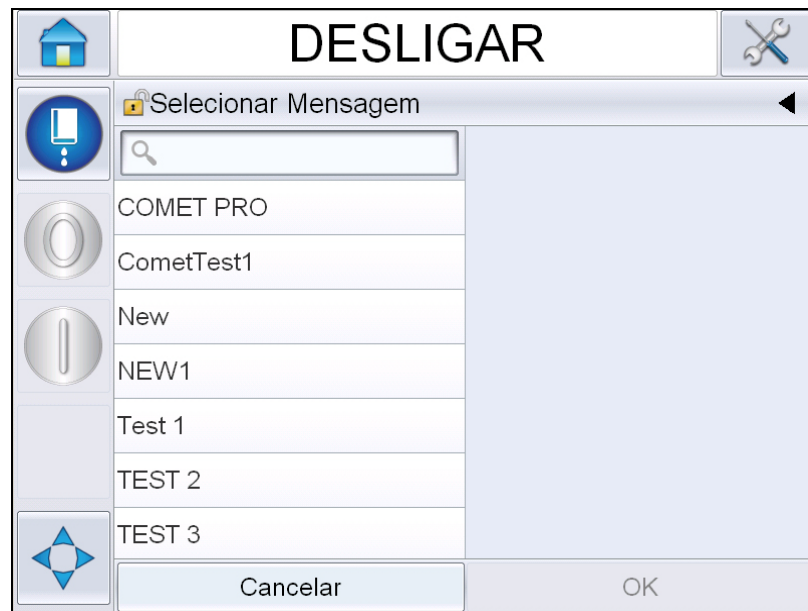 DESLIGAR
Selecionar Mensagem
COMET PRO
CometTest1
New
NEW1
Test 1
TEST 2
TEST 3
Cancelar
OK